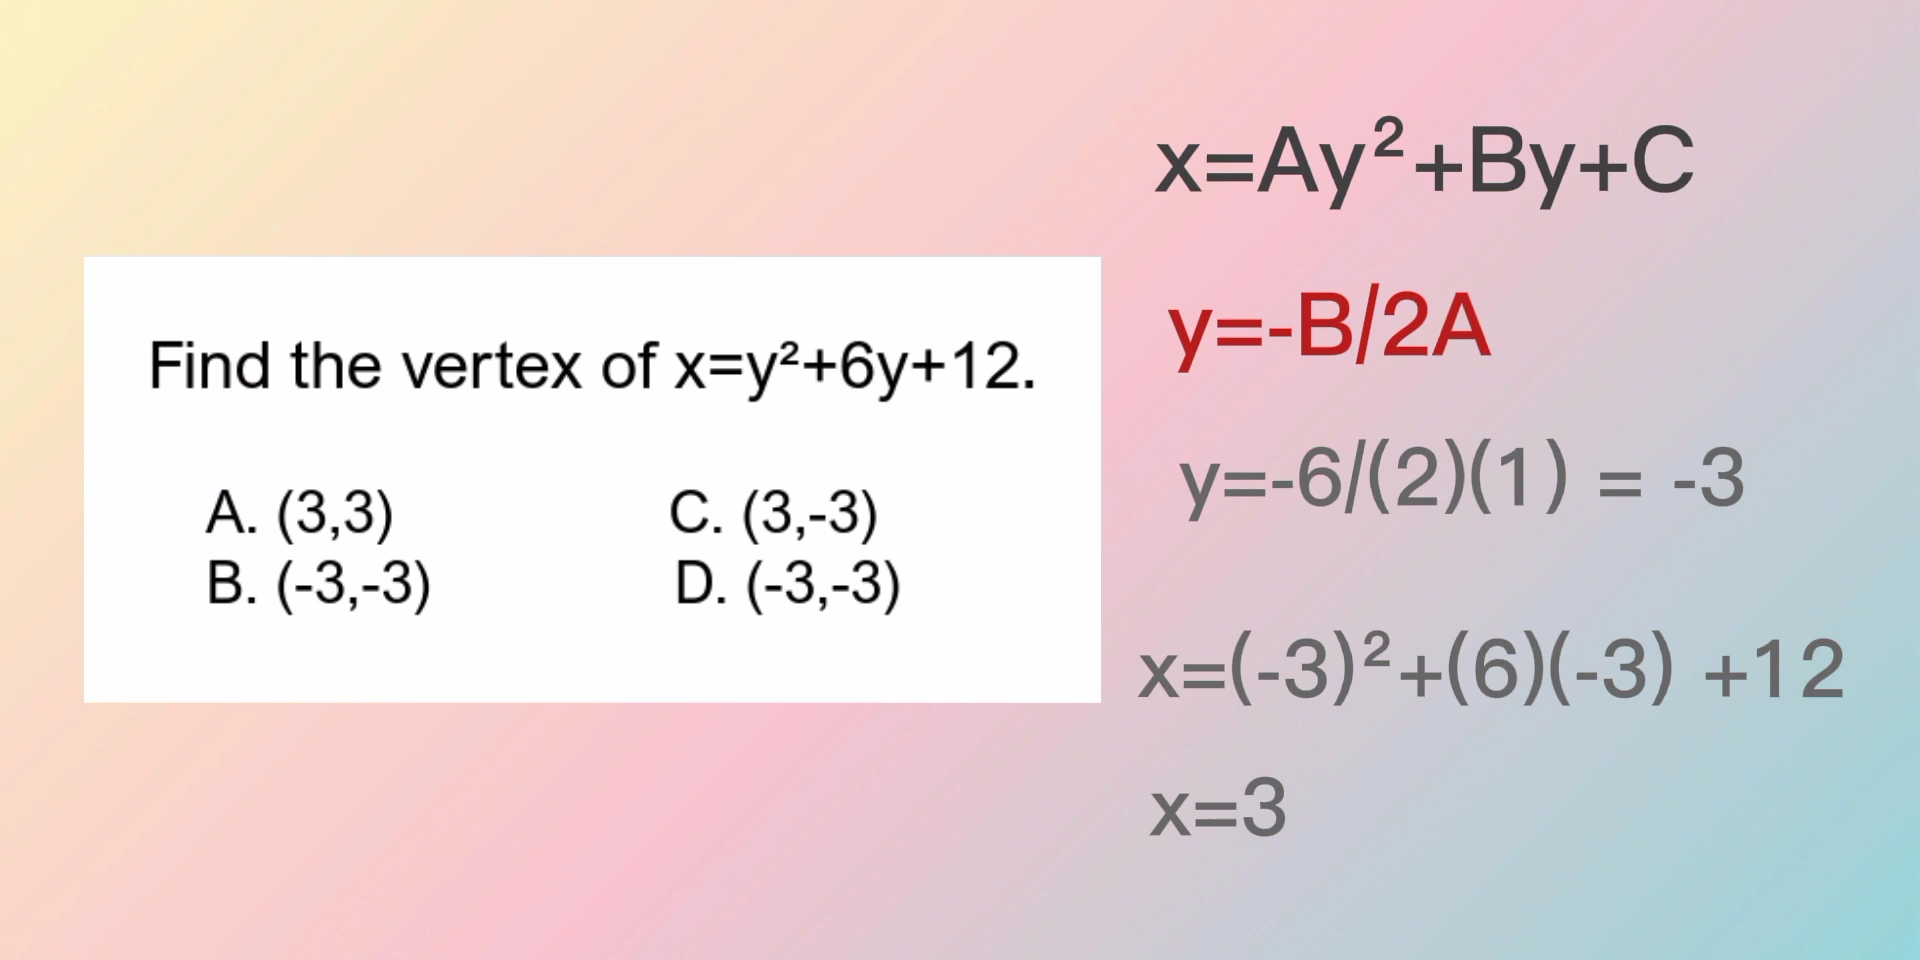 Find the vertex of x=y²+6y+12.
A. (3,3)
C. (3,-3)
B. (-3,-3)
D. (-3,-3)
x=Ay²+By+C
y=-B/2A
y=-6/(2)(1) = -3
x=(-3)²+(6)(-3) +12
x=3